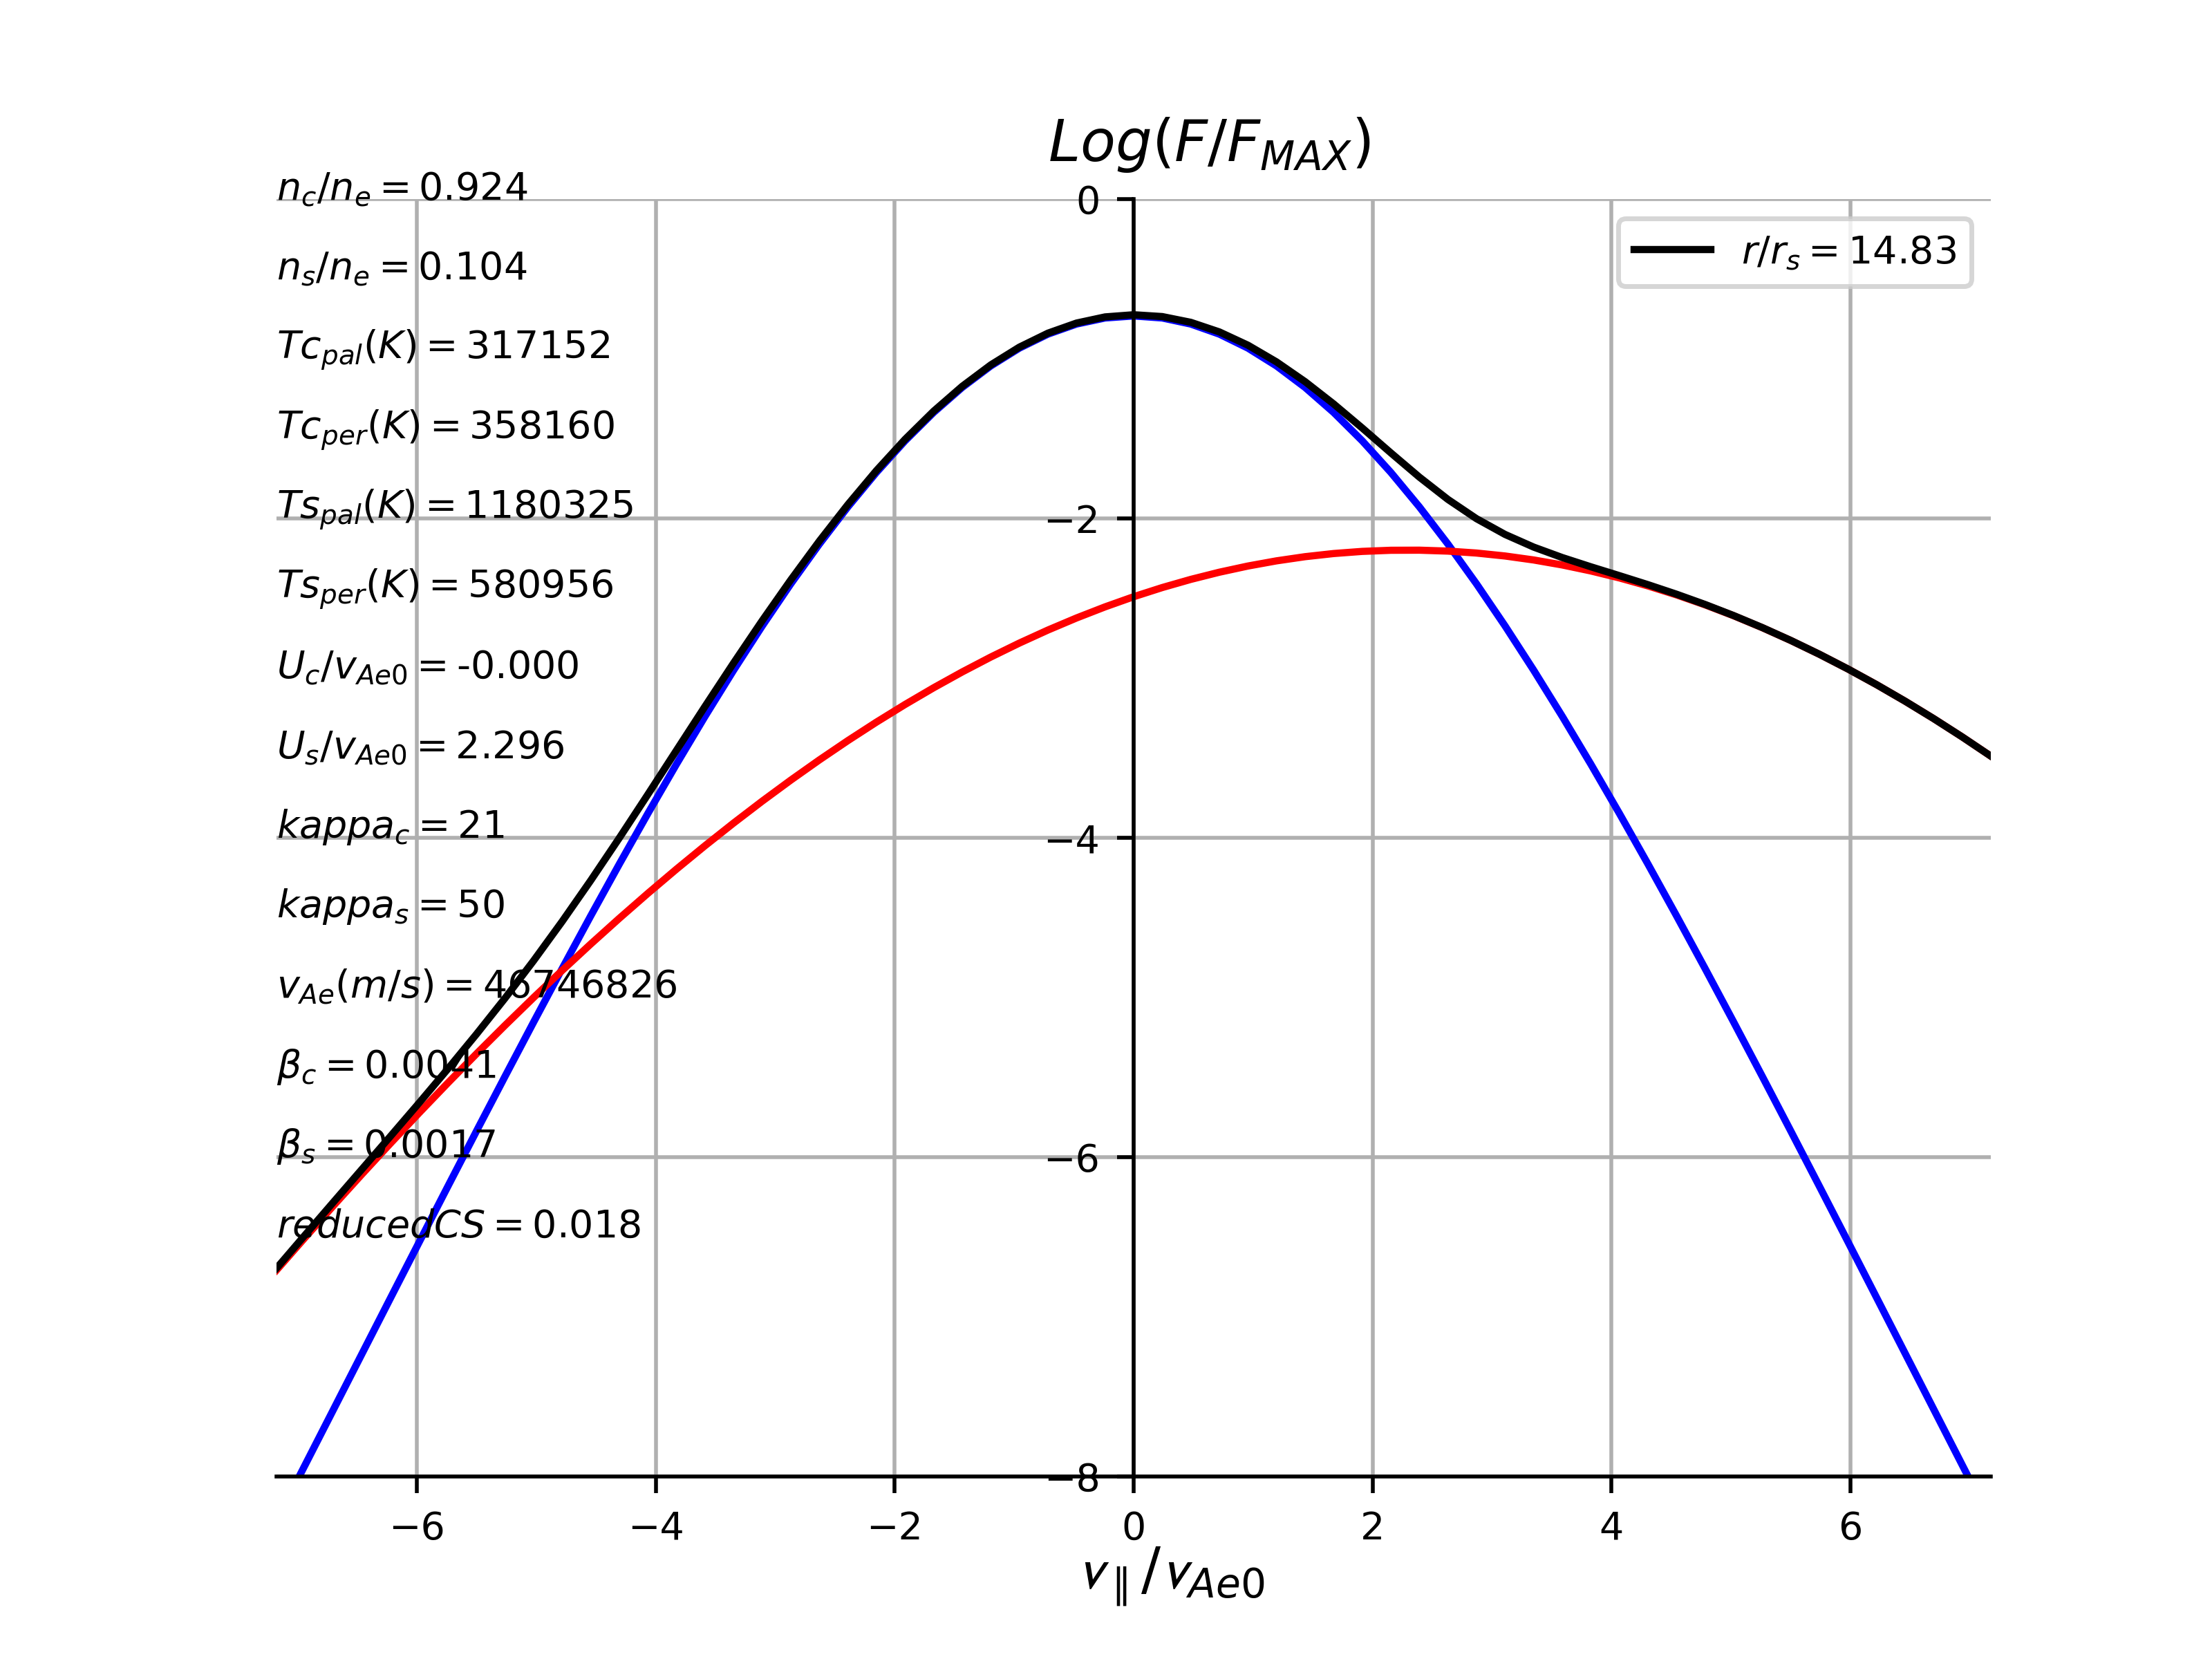 Log(F/F_MAX)
n_c/n_e = 0.924
n_s/n_e = 0.104
Tc_pal(K) = 317152
Tc_per(K) = 358160
Ts_pal(K) = 1180325
Ts_per(K) = 580956
U_c/v_Ae0 = -0.000
U_s/v_Ae0 = 2.296
kappa_c = 21
kappa_s = 50
v_Ae(m/s) = 46746826
β_c = 0.0041
β_s = 0.0017
reducedCS = 0.018
r/r_s = 14.83
0
−2
−4
−6
−8
−6 −4 −2 0 2 4 6
v_∥/v_Ae0